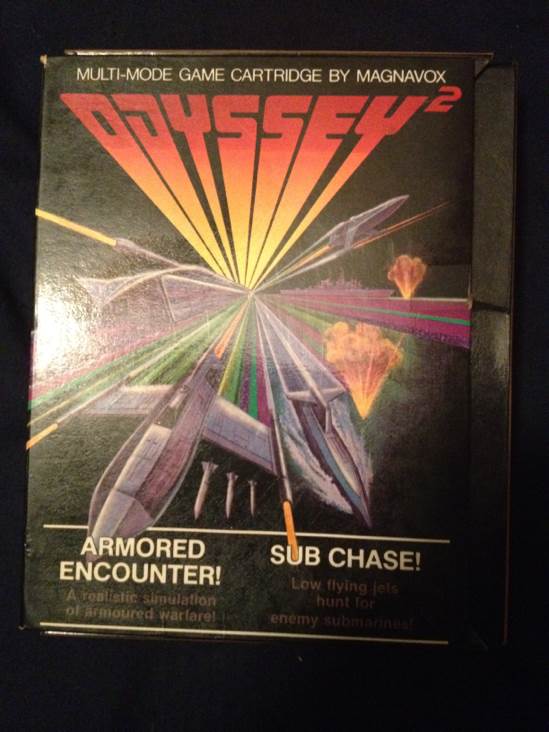 MULTI-MODE GAME CARTRIDGE BY MAGNAVOX
ODYSSEY²
ARMORED
ENCOUNTER!
A realistic simulation
of armoured warfare!
SUB CHASE!
Low flying jets
hunt for
enemy submarines!